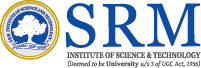 SRM
INSTITUTE OF SCIENCE & TECHNOLOGY
(Deemed to be University u/s 3 of UGC Act, 1956)